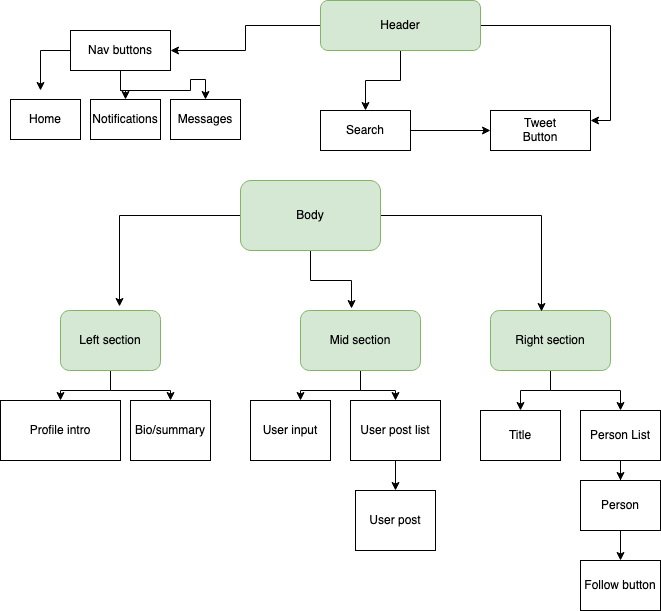 Header
Nav buttons
Home
Notifications
Messages
Search
Tweet
Button
Body
Left section
Mid section
Right section
Profile intro
Bio/summary
User input
User post list
Title
Person List
User post
Person
Follow button